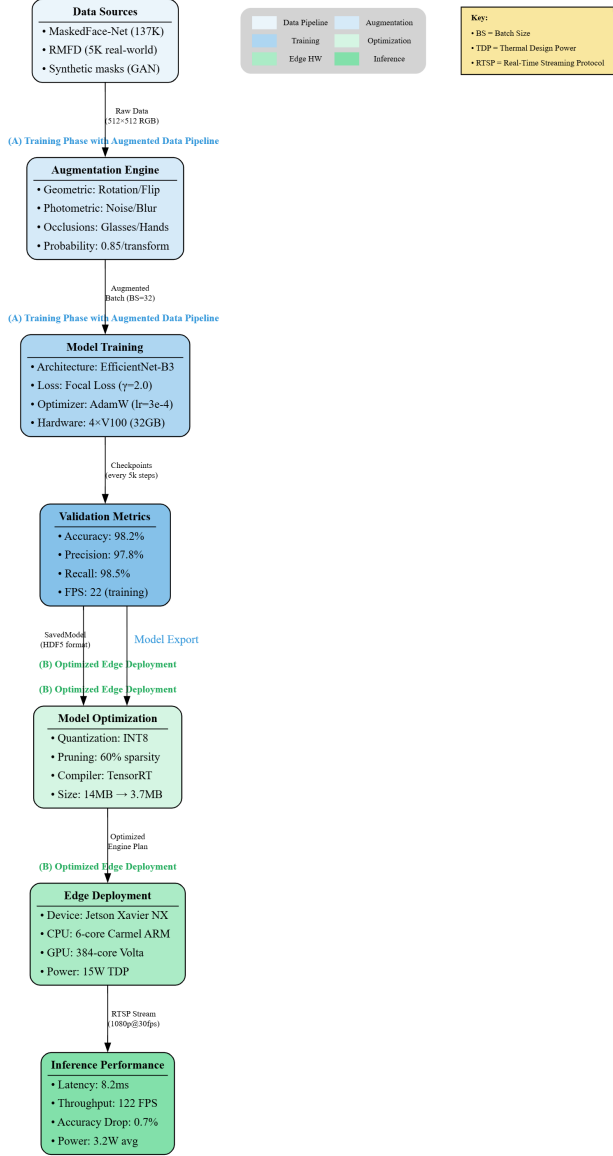 Data Sources
• MaskedFace-Net (137K)
• RMFD (5K real-world)
• Synthetic masks (GAN)
Data Pipeline
Augmentation
Training
Optimization
Edge HW
Inference
Key:
• BS = Batch Size
• TDP = Thermal Design Power
• RTSP = Real-Time Streaming Protocol
Raw Data
(512×512 RGB)
(A) Training Phase with Augmented Data Pipeline
Augmentation Engine
• Geometric: Rotation/Flip
• Photometric: Noise/Blur
• Occlusions: Glasses/Hands
• Probability: 0.85/transform
Augmented
Batch (BS=32)
(A) Training Phase with Augmented Data Pipeline
Model Training
• Architecture: EfficientNet-B3
• Loss: Focal Loss (γ=2.0)
• Optimizer: AdamW (lr=3e-4)
• Hardware: 4×V100 (32GB)
Checkpoints
(every 5k steps)
Validation Metrics
• Accuracy: 98.2%
• Precision: 97.8%
• Recall: 98.5%
• FPS: 22 (training)
SavedModel
(HDF5 format)
Model Export
(B) Optimized Edge Deployment
(B) Optimized Edge Deployment
Model Optimization
• Quantization: INT8
• Pruning: 60% sparsity
• Compiler: TensorRT
• Size: 14MB → 3.7MB
Optimized
Engine Plan
(B) Optimized Edge Deployment
Edge Deployment
• Device: Jetson Xavier NX
• CPU: 6-core Carmel ARM
• GPU: 384-core Volta
• Power: 15W TDP
RTSP Stream
(1080p@30fps)
Inference Performance
• Latency: 8.2ms
• Throughput: 122 FPS
• Accuracy Drop: 0.7%
• Power: 3.2W avg